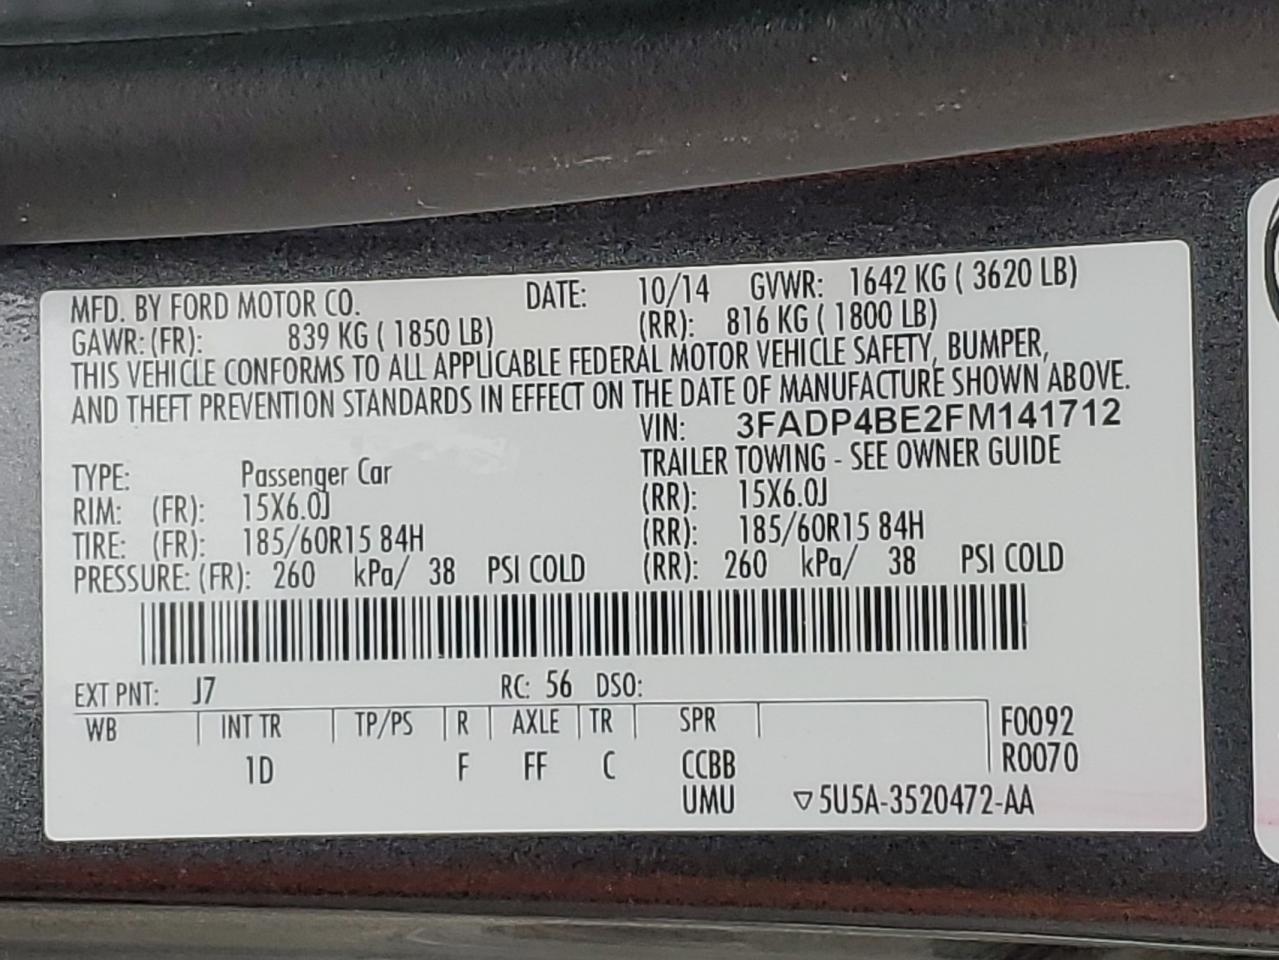 MFD. BY FORD MOTOR CO. DATE: 10/14 GVWR: 1642 KG ( 3620 LB)
GAWR: (FR): 839 KG ( 1850 LB) (RR): 816 KG ( 1800 LB)
THIS VEHICLE CONFORMS TO ALL APPLICABLE FEDERAL MOTOR VEHICLE SAFETY, BUMPER,
AND THEFT PREVENTION STANDARDS IN EFFECT ON THE DATE OF MANUFACTURE SHOWN ABOVE.
VIN: 3FADP4BE2FM141712
TYPE: Passenger Car TRAILER TOWING - SEE OWNER GUIDE
RIM: (FR): 15X6.0J (RR): 15X6.0J
TIRE: (FR): 185/60R15 84H (RR): 185/60R15 84H
PRESSURE: (FR): 260 kPa/ 38 PSI COLD (RR): 260 kPa/ 38 PSI COLD
EXT PNT: J7 RC: 56 DSO:
WB INT TR TP/PS R AXLE TR SPR F0092
1D F FF C CCBB R0070
UMU ▽5U5A-3520472-AA